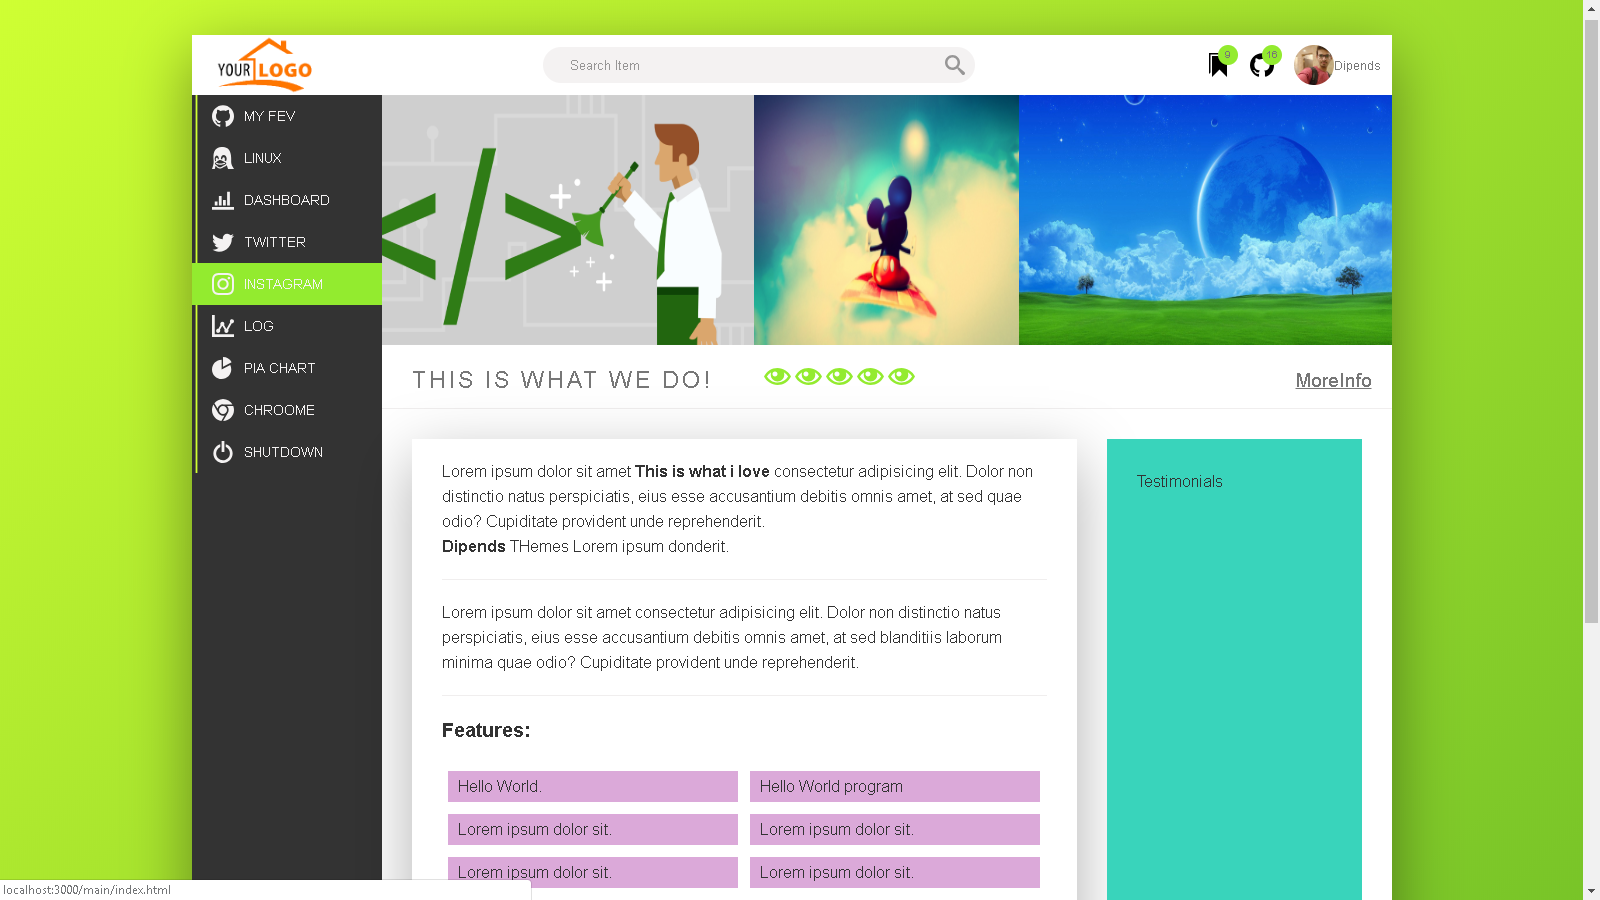 YOUR LOGO
Search Item
9
16
Dipends
MY FEV
LINUX
DASHBOARD
TWITTER
INSTAGRAM
LOG
PIA CHART
CHROOME
SHUTDOWN
</>
THIS IS WHAT WE DO!
MoreInfo
Lorem ipsum dolor sit amet This is what i love consectetur adipisicing elit. Dolor non
distinctio natus perspiciatis, eius esse accusantium debitis omnis amet, at sed quae
odio? Cupiditate provident unde reprehenderit.
Dipends THemes Lorem ipsum donderit.
Lorem ipsum dolor sit amet consectetur adipisicing elit. Dolor non distinctio natus
perspiciatis, eius esse accusantium debitis omnis amet, at sed blanditiis laborum
minima quae odio? Cupiditate provident unde reprehenderit.
Features:
Hello World.
Hello World program
Lorem ipsum dolor sit.
Lorem ipsum dolor sit.
Lorem ipsum dolor sit.
Lorem ipsum dolor sit.
Testimonials
localhost:3000/main/index.html